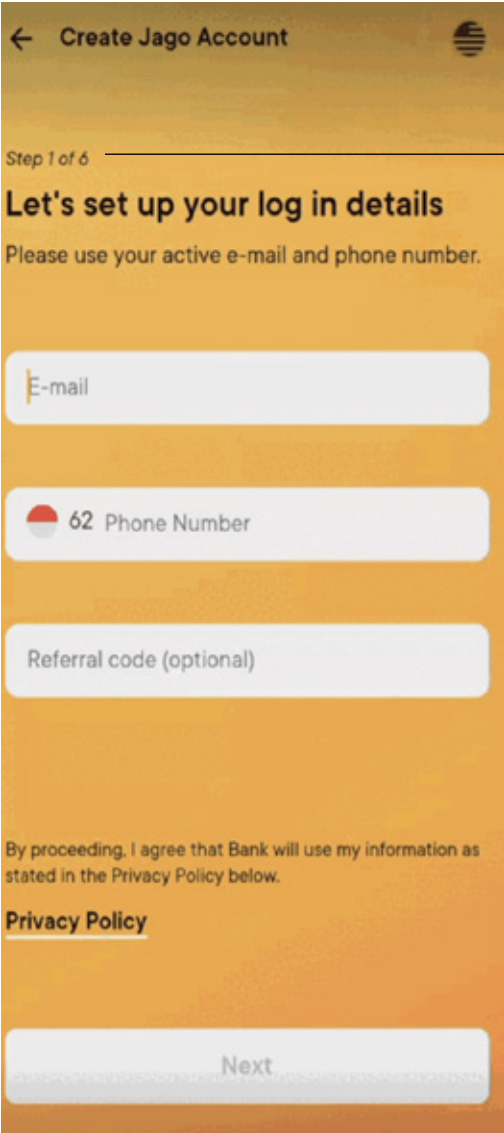 Create Jago Account
Step 1 of 6
Let's set up your log in details
Please use your active e-mail and phone number.
E-mail
62 Phone Number
Referral code (optional)
By proceeding, I agree that Bank will use my information as
stated in the Privacy Policy below.
Privacy Policy
Next